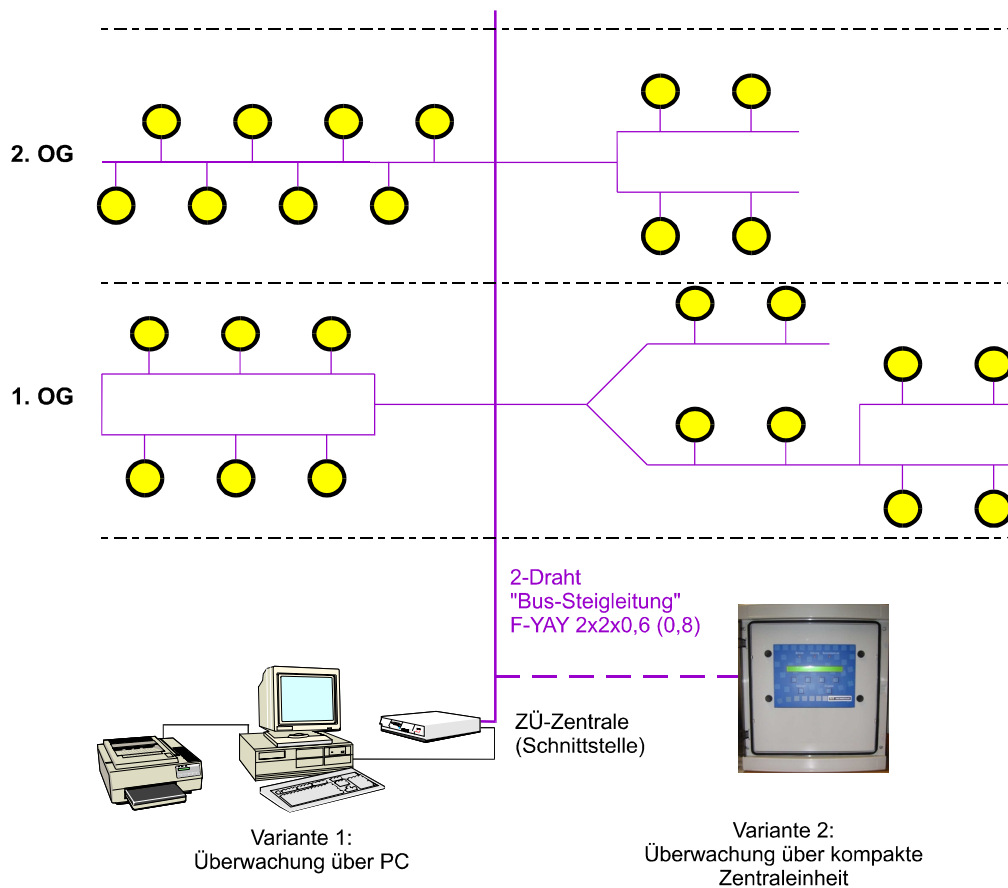 2. OG
1. OG
2-Draht
"Bus-Steigleitung"
F-YAY 2x2x0,6 (0,8)
ZÜ-Zentrale
(Schnittstelle)
Variante 1:
Überwachung über PC
Variante 2:
Überwachung über kompakte
Zentraleinheit